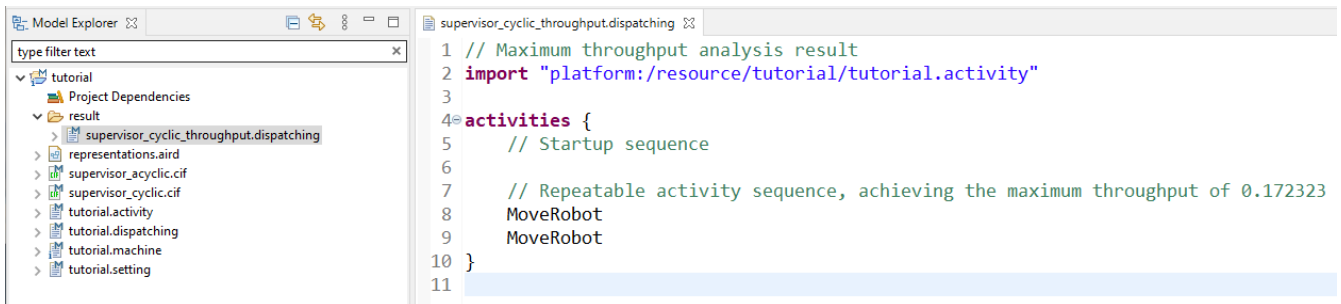 Model Explorer
type filter text
tutorial
Project Dependencies
result
supervisor_cyclic_throughput.dispatching
representations.aird
supervisor_acyclic.cif
supervisor_cyclic.cif
tutorial.activity
tutorial.dispatching
tutorial.machine
tutorial.setting
supervisor_cyclic_throughput.dispatching
1 // Maximum throughput analysis result
2 import "platform:/resource/tutorial/tutorial.activity"
3
4 activities {
5 // Startup sequence
6
7 // Repeatable activity sequence, achieving the maximum throughput of 0.172323
8 MoveRobot
9 MoveRobot
10 }
11